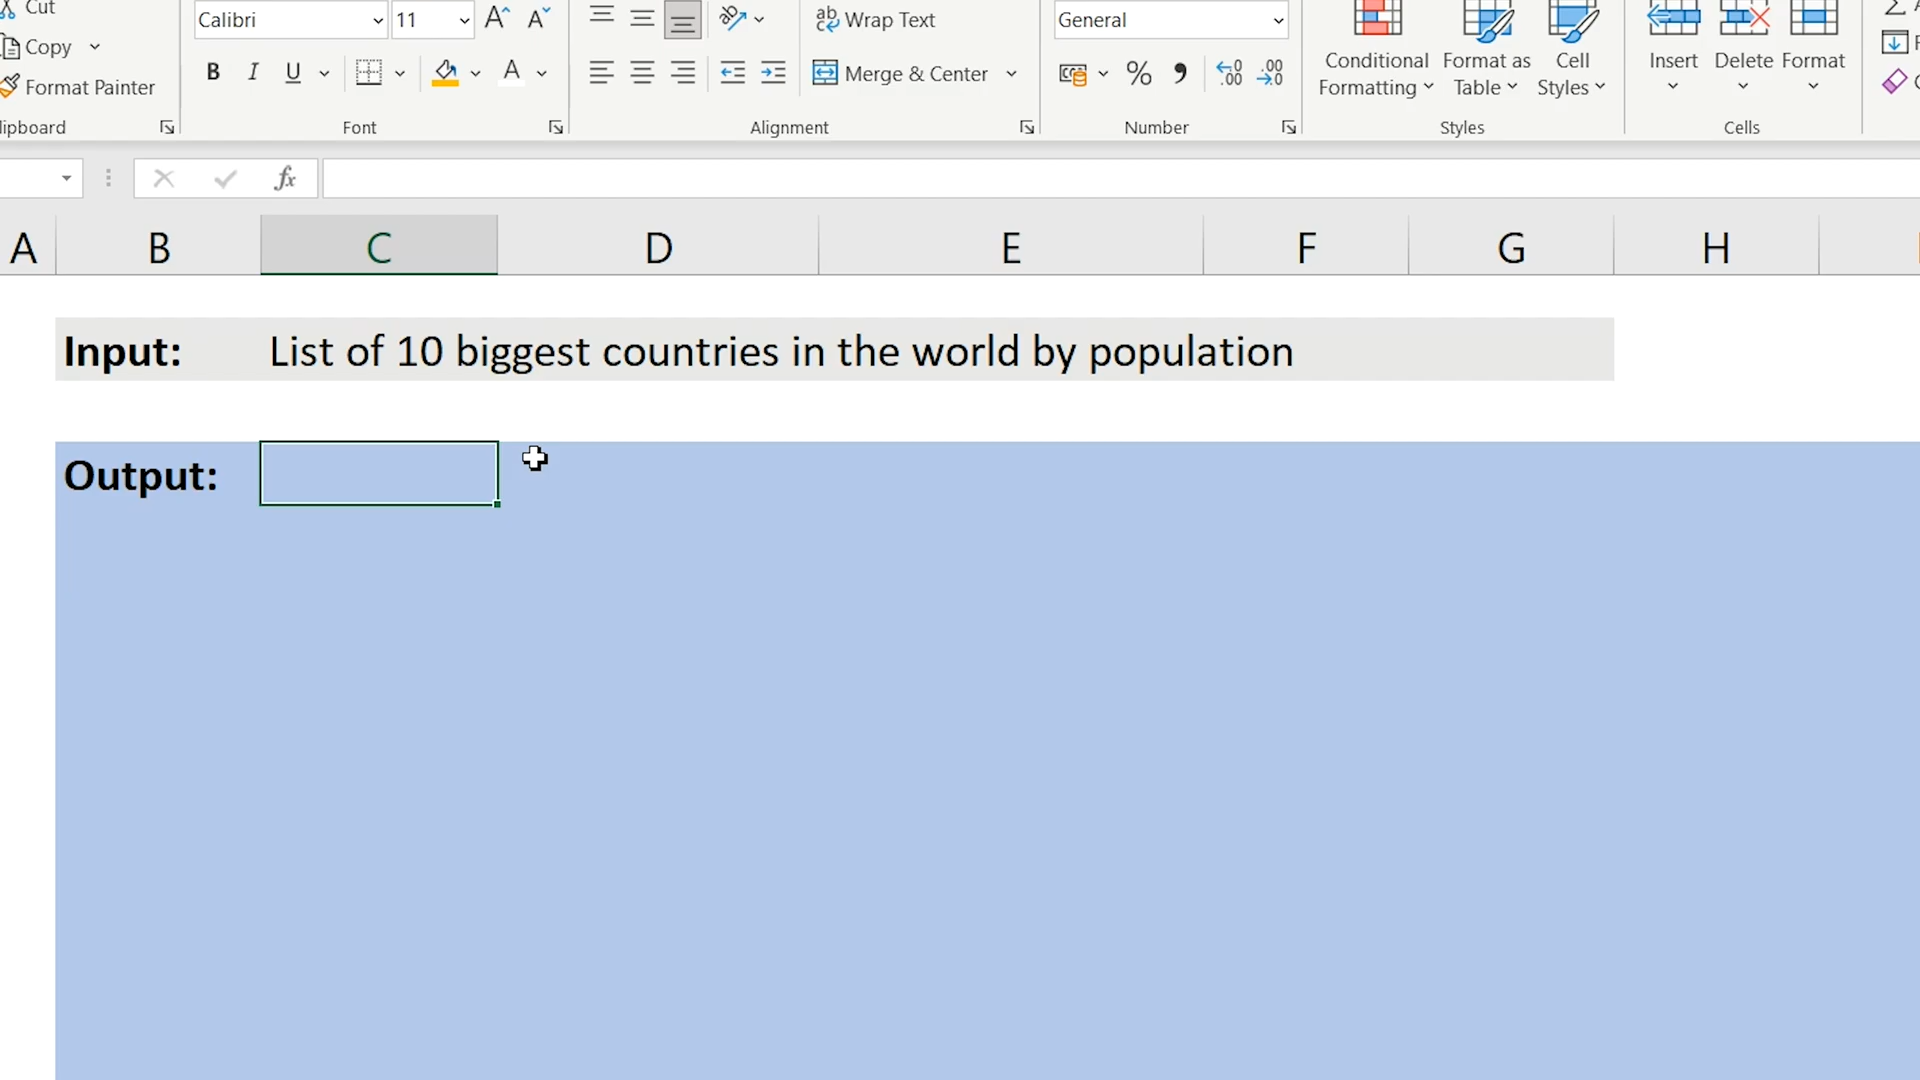 Cut
Calibri
11
Wrap Text
General
Copy
Conditional Formatting
Format as Table
Cell Styles
Insert
Delete
Format
B I U
A
Merge & Center
%
Format Painter
lipboard
Font
Alignment
Number
Styles
Cells
fx
A B C D E F G H
Input: List of 10 biggest countries in the world by population
Output: